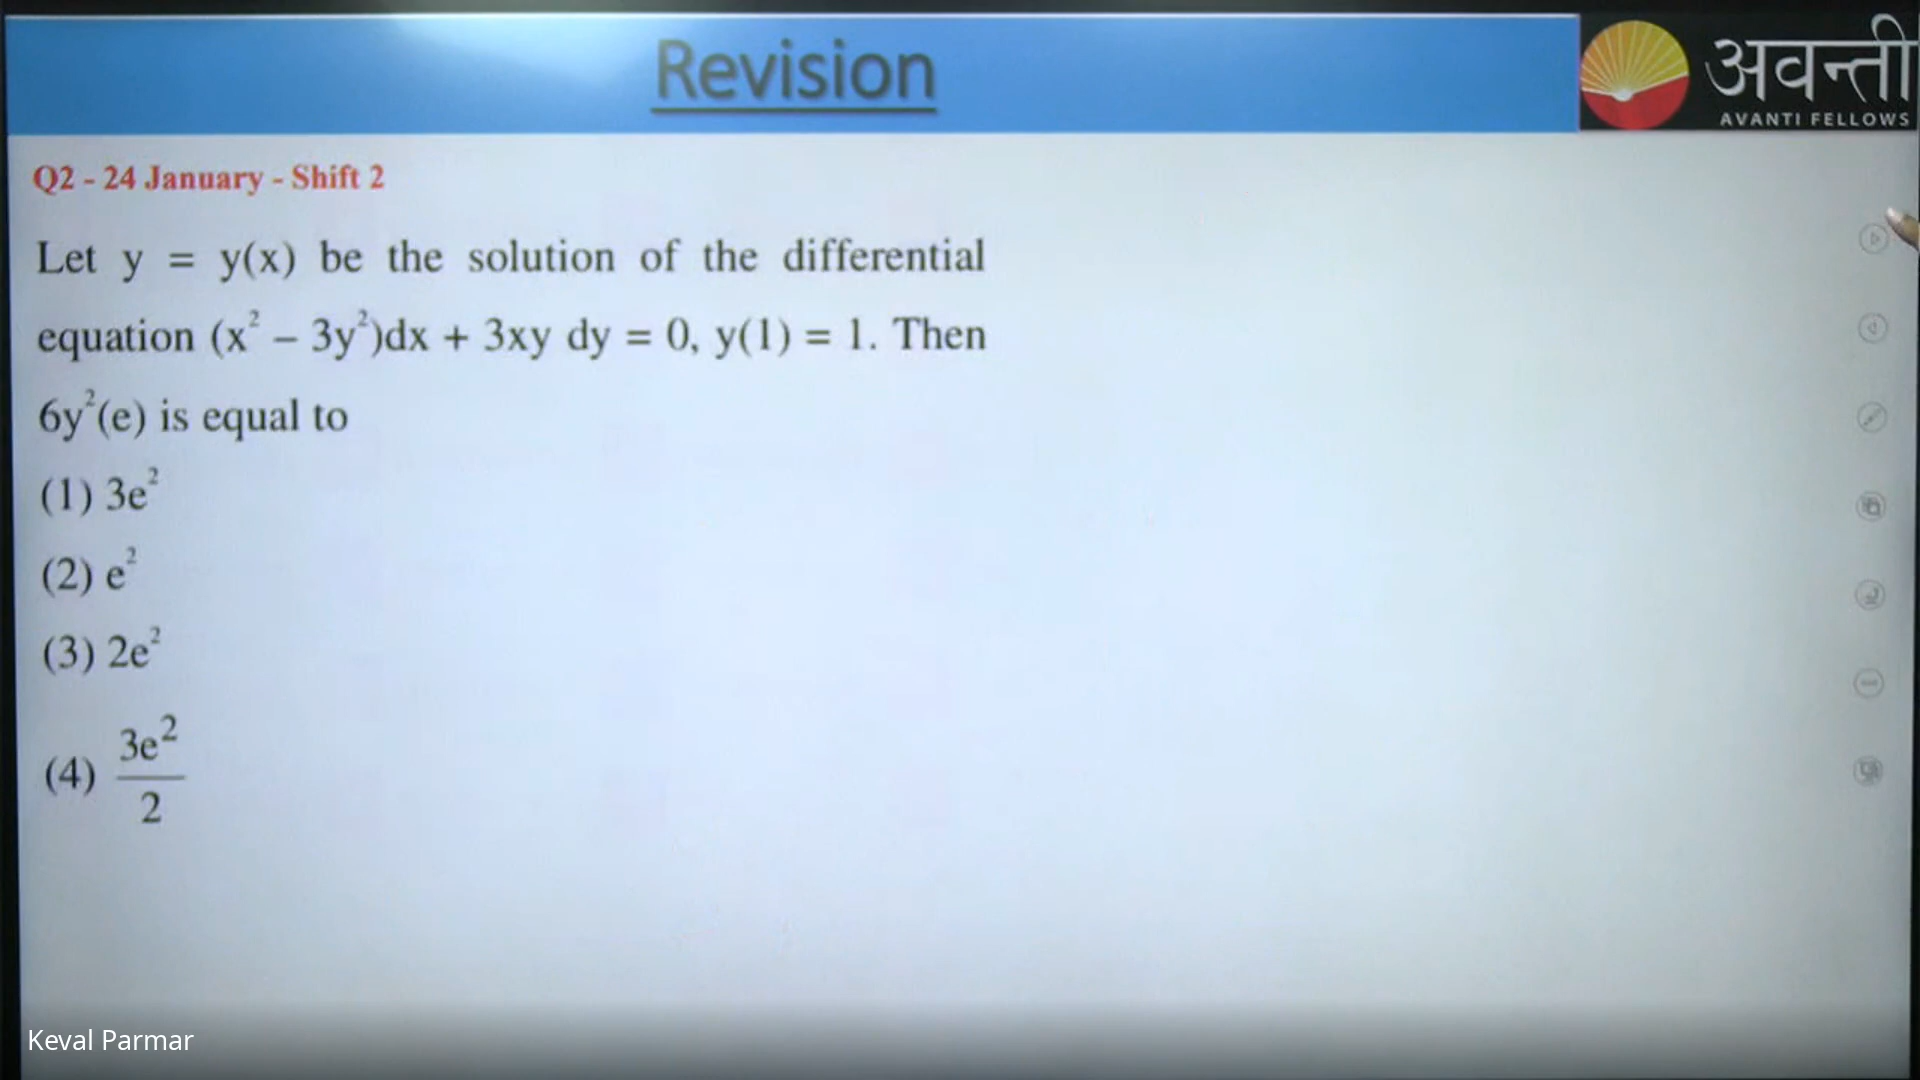 Revision
अवन्ती
AVANTI FELLOWS
Q2 - 24 January - Shift 2
Let y = y(x) be the solution of the differential
equation (x² – 3y²)dx + 3xy dy = 0, y(1) = 1. Then
6y²(e) is equal to
(1) 3e²
(2) e²
(3) 2e²
(4) 3e²/2
Keval Parmar